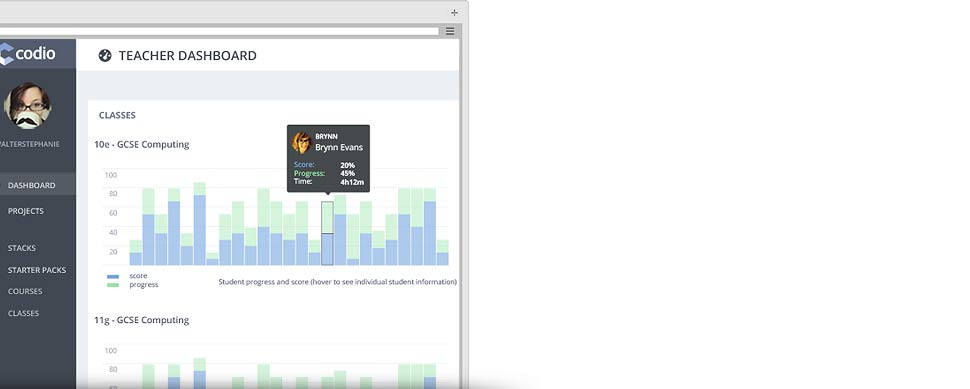 codio
TEACHER DASHBOARD
ALTERSTEPHANIE
DASHBOARD
PROJECTS
STACKS
STARTER PACKS
COURSES
CLASSES
CLASSES
10e - GCSE Computing
BRYNN
Brynn Evans
Score: 20%
Progress: 45%
Time: 4h12m
100
80
60
40
20
score
progress
Student progress and score (hover to see individual student information)
11g - GCSE Computing
100
80